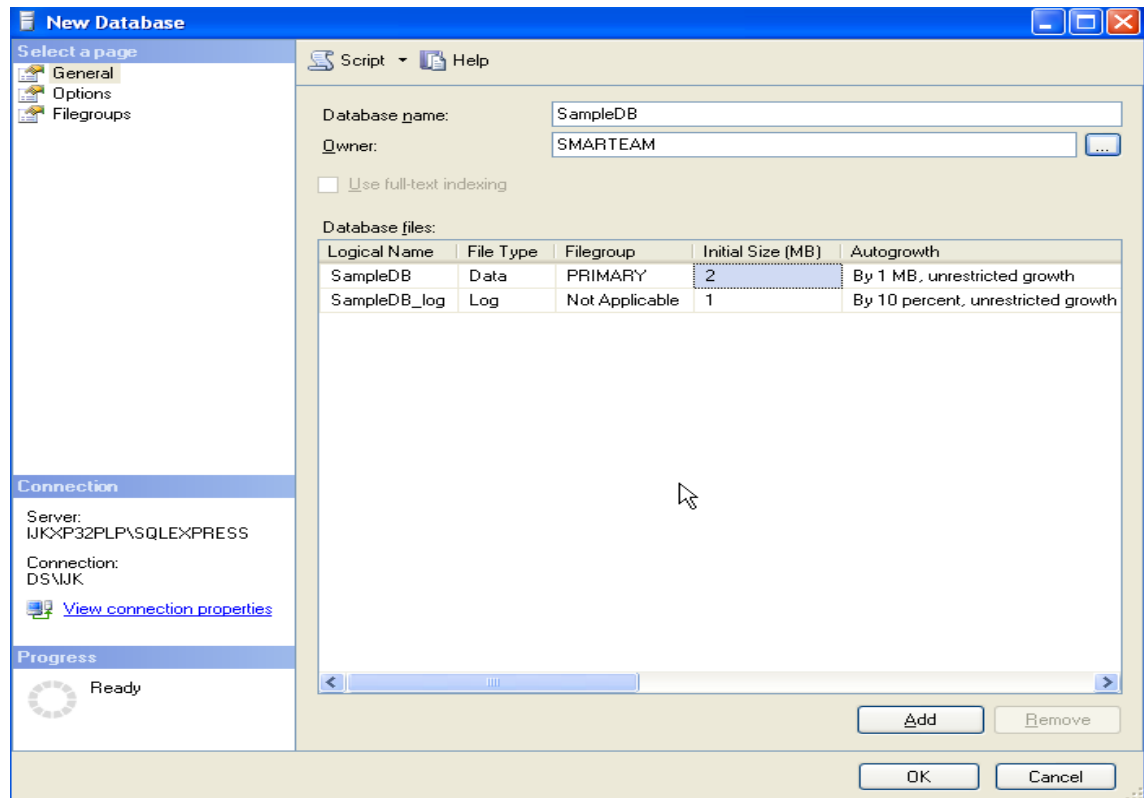 New Database
Select a page
General
Options
Filegroups
Script Help
Database name: SampleDB
Owner: SMARTEAM ...
Use full-text indexing
Database files:
Logical Name File Type Filegroup Initial Size (MB) Autogrowth
SampleDB Data PRIMARY 2 By 1 MB, unrestricted growth
SampleDB_log Log Not Applicable 1 By 10 percent, unrestricted growth
Connection
Server:
IJKXP32PLP\SQLEXPRESS
Connection:
DS\IJK
View connection properties
Progress
Ready
Add Remove
OK Cancel